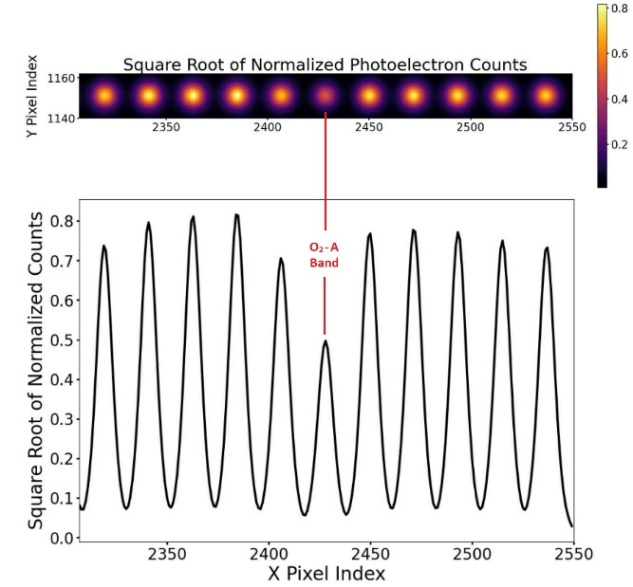 Square Root of Normalized Photoelectron Counts
Y Pixel Index
1160
1140
2350 2400 2450 2500 2550
0.8
0.6
0.4
0.2
O₂-A
Band
Square Root of Normalized Counts
0.8
0.7
0.6
0.5
0.4
0.3
0.2
0.1
0.0
2350 2400 2450 2500 2550
X Pixel Index